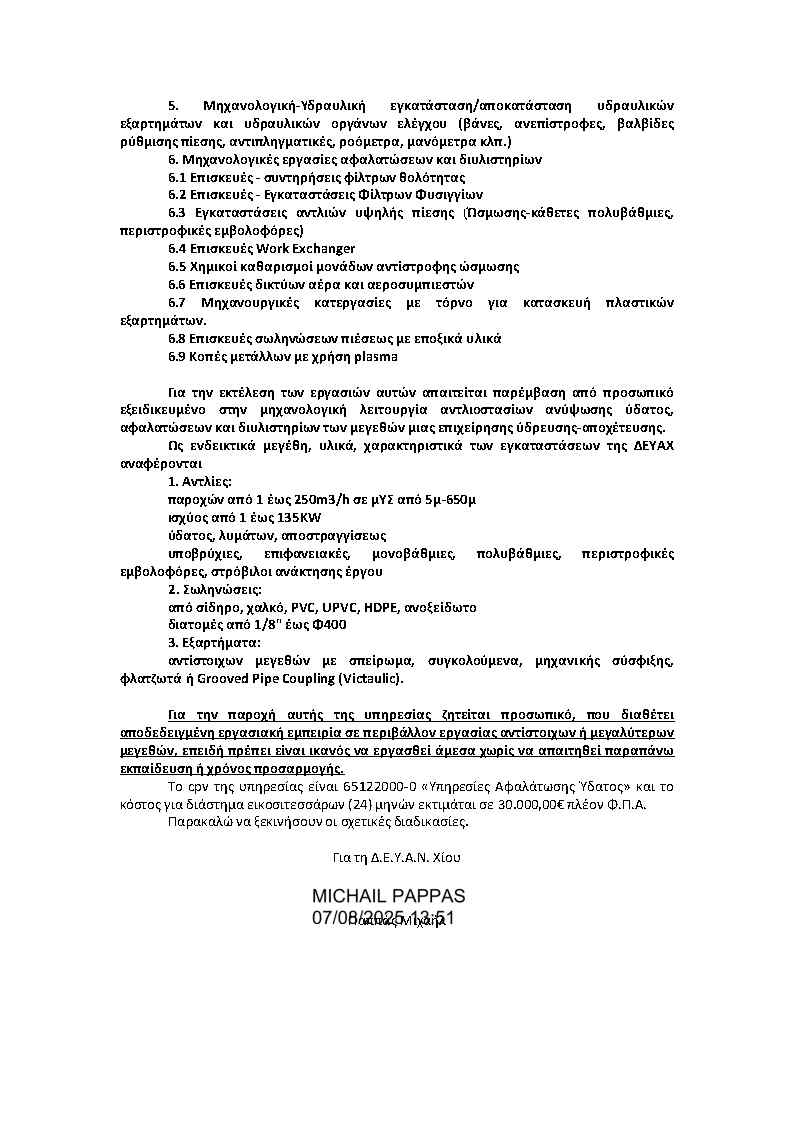 5. Μηχανολογική-Υδραυλική εγκατάσταση/αποκατάσταση υδραυλικών
εξαρτημάτων και υδραυλικών οργάνων ελέγχου (βάνες, ανεπίστροφες, βαλβίδες
ρύθμισης πίεσης, αντιπληγματικές, ροόμετρα, μανόμετρα κλπ.)
6. Μηχανολογικές εργασίες αφαλατώσεων και διυλιστηρίων
6.1 Επισκευές - συντηρήσεις φίλτρων θολότητας
6.2 Επισκευές - Εγκαταστάσεις Φίλτρων Φυσιγγίων
6.3 Εγκαταστάσεις αντλιών υψηλής πίεσης (Ώσμωσης-κάθετες πολυβάθμιες,
περιστροφικές εμβολοφόρες)
6.4 Επισκευές Work Exchanger
6.5 Χημικοί καθαρισμοί μονάδων αντίστροφης ώσμωσης
6.6 Επισκευές δικτύων αέρα και αεροσυμπιεστών
6.7 Μηχανουργικές κατεργασίες με τόρνο για κατασκευή πλαστικών
εξαρτημάτων.
6.8 Επισκευές σωληνώσεων πιέσεως με εποξικά υλικά
6.9 Κοπές μετάλλων με χρήση plasma
Για την εκτέλεση των εργασιών αυτών απαιτείται παρέμβαση από προσωπικό
εξειδικευμένο στην μηχανολογική λειτουργία αντλιοστασίων ανύψωσης ύδατος,
αφαλατώσεων και διυλιστηρίων των μεγεθών μιας επιχείρησης ύδρευσης-αποχέτευσης.
Ως ενδεικτικά μεγέθη, υλικά, χαρακτηριστικά των εγκαταστάσεων της ΔΕΥΑΧ
αναφέρονται
1. Αντλίες:
παροχών από 1 έως 250m3/h σε μΥΣ από 5μ-650μ
ισχύος από 1 έως 135KW
ύδατος, λυμάτων, αποστραγγίσεως
υποβρύχιες, επιφανειακές, μονοβάθμιες, πολυβάθμιες, περιστροφικές
εμβολοφόρες, στρόβιλοι ανάκτησης έργου
2. Σωληνώσεις:
από σίδηρο, χαλκό, PVC, UPVC, HDPE, ανοξείδωτο
διατομές από 1/8" έως Φ400
3. Εξαρτήματα:
αντίστοιχων μεγεθών με σπείρωμα, συγκολούμενα, μηχανικής σύσφιξης,
φλατζωτά ή Grooved Pipe Coupling (Victaulic).
Για την παροχή αυτής της υπηρεσίας ζητείται προσωπικό, που διαθέτει
αποδεδειγμένη εργασιακή εμπειρία σε περιβάλλον εργασίας αντίστοιχων ή μεγαλύτερων
μεγεθών, επειδή πρέπει είναι ικανός να εργασθεί άμεσα χωρίς να απαιτηθεί παραπάνω
εκπαίδευση ή χρόνος προσαρμογής.
Το cpv της υπηρεσίας είναι 65122000-0 «Υπηρεσίες Αφαλάτωσης Ύδατος» και το
κόστος για διάστημα εικοσιτεσσάρων (24) μηνών εκτιμάται σε 30.000,00€ πλέον Φ.Π.Α.
Παρακαλώ να ξεκινήσουν οι σχετικές διαδικασίες.
Για τη Δ.Ε.Υ.Α.Ν. Χίου
MICHAIL PAPPAS
07/08/2025 13:51
Παππάς Μιχαήλ